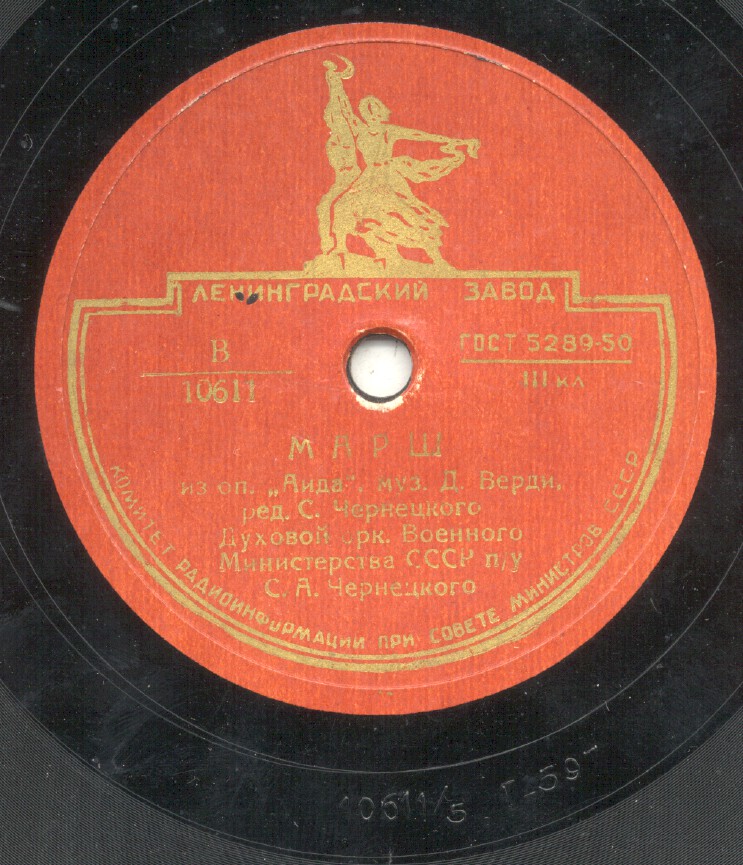 ЛЕНИНГРАДСКИЙ ЗАВОД
В
10611
ГОСТ 5289-50
III кл
МАРШ
из оп. „Аида", муз. Д. Верди,
ред. С. Чернецкого
Духовой орк. Военного
Министерства СССР п/у
С. А. Чернецкого
КОМИТЕТ РАДИОИНФОРМАЦИИ ПРИ СОВЕТЕ МИНИСТРОВ СССР
10611/5 Г-59